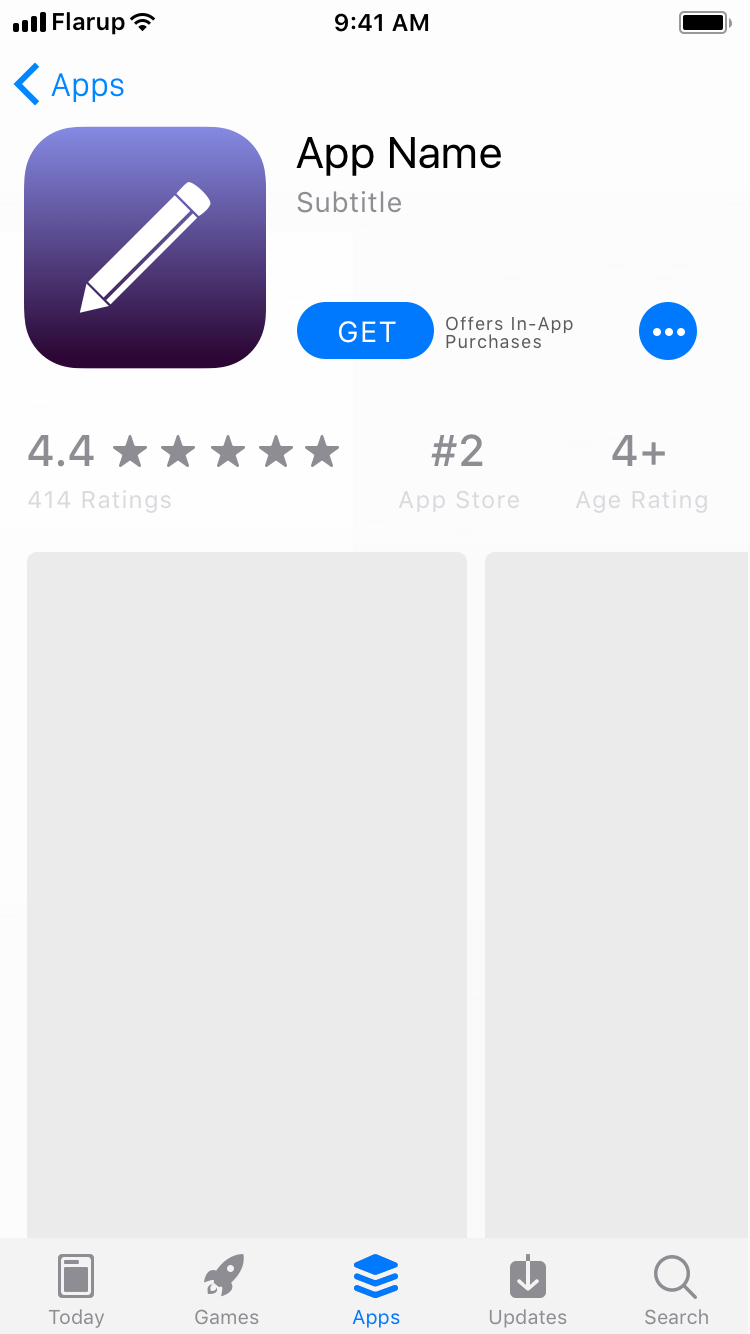 Flarup 9:41 AM
Apps
App Name
Subtitle
GET
Offers In-App
Purchases
4.4 #2 4+
414 Ratings App Store Age Rating
Today Games Apps Updates Search